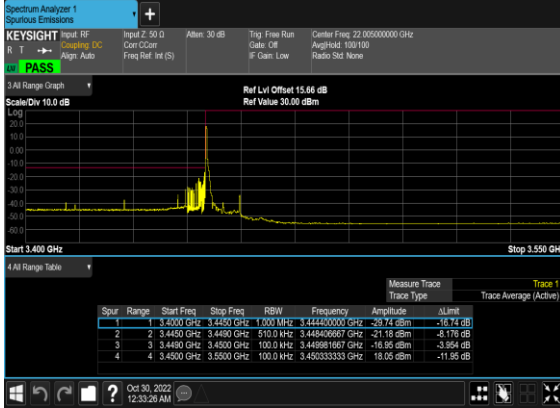 Spectrum Analyzer 1
Spurious Emissions
+
KEYSIGHT Input: RF Input Z: 50 Ω Atten: 30 dB Trig: Free Run Center Freq: 22.005000000 GHz
R T Coupling: DC Corr CCorr Gate: Off Avg|Hold: 100/100
Align: Auto Freq Ref: Int (S) IF Gain: Low Radio Std: None
PASS
3 All Range Graph Ref Lvl Offset 15.66 dB
Scale/Div 10.0 dB Ref Value 30.00 dBm
Log
20.0
10.0
0.00
-10.0
-20.0
-30.0
-40.0
-50.0
-60.0
Start 3.400 GHz Stop 3.550 GH
4 All Range Table
Measure Trace Trace 1
Trace Type Trace Average (Active)
Spur Range Start Freq Stop Freq RBW Frequency Amplitude ΔLimit
1 1 3.4000 GHz 3.4450 GHz 1.000 MHz 3.444400000 GHz -29.74 dBm -16.74 dB
2 2 3.4450 GHz 3.4490 GHz 510.0 kHz 3.448406667 GHz -21.18 dBm -8.176 dB
3 3 3.4490 GHz 3.4500 GHz 100.0 kHz 3.449981667 GHz -16.95 dBm -3.954 dB
4 4 3.4500 GHz 3.5500 GHz 100.0 kHz 3.450333333 GHz 18.05 dBm -11.95 dB
? Oct 30, 2022
12:33:26 AM